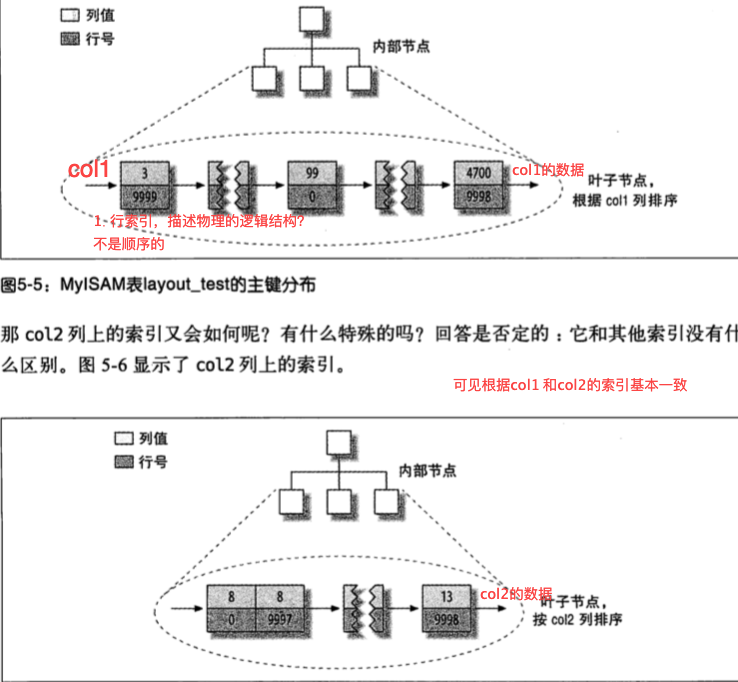 列值
行号
内部节点
col1
3
99
4700
col1的数据
9999
0
9998
叶子节点，
根据 col1 列排序
1. 行索引，描述物理的逻辑结构？
不是顺序的
图5-5：MyISAM表layout_test的主键分布
那 col2 列上的索引又会如何呢？有什么特殊的吗？回答是否定的：它和其他索引没有什
么区别。图 5-6 显示了 col2 列上的索引。
可见根据col1 和col2的索引基本一致
列值
行号
内部节点
8
8
13
col2的数据
0
9997
9998
叶子节点，
按 col2 列排序